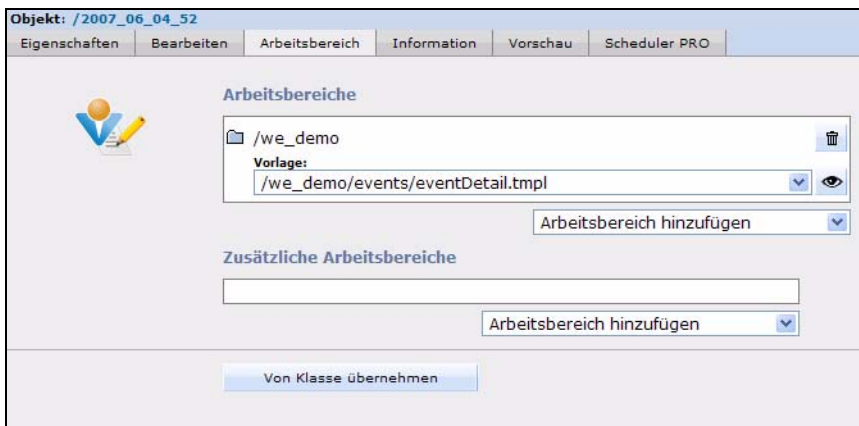 Objekt: /2007_06_04_52
Eigenschaften Bearbeiten Arbeitsbereich Information Vorschau Scheduler PRO
Arbeitsbereiche
/we_demo
Vorlage:
/we_demo/events/eventDetail.tmpl
Arbeitsbereich hinzufügen
Zusätzliche Arbeitsbereiche
Arbeitsbereich hinzufügen
Von Klasse übernehmen